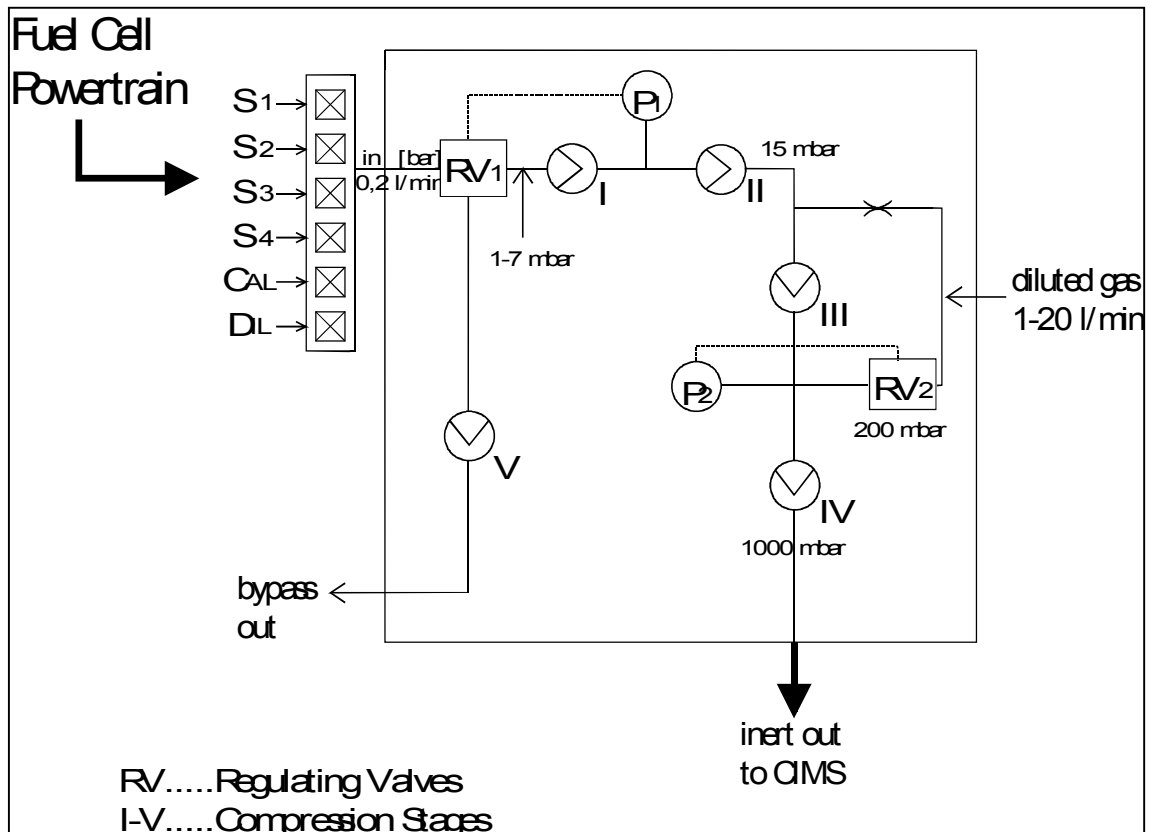 Fuel Cell
Powertrain
S1
S2
S3
S4
CAL
DIL
in [bar]
0,2 l/min
RV1
P1
I
II
15 mbar
1-7 mbar
III
diluted gas
1-20 l/min
P2
RV2
200 mbar
V
IV
1000 mbar
bypass
out
inert out
to CIMS
RV.....Regulating Valves
I-V.....Compression Stages